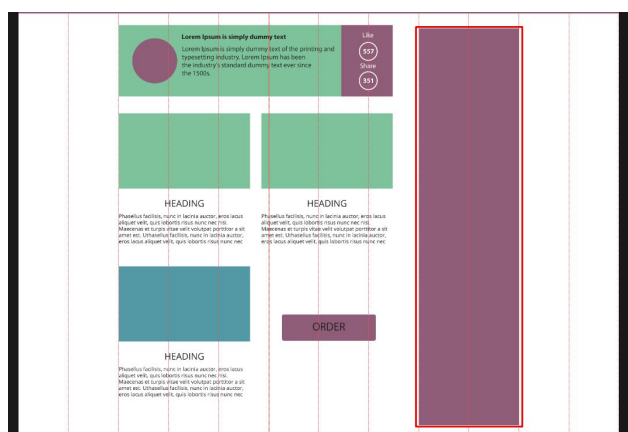 Lorem Ipsum is simply dummy text
Lorem Ipsum is simply dummy text of the printing and
typesetting industry. Lorem Ipsum has been
the industry's standard dummy text ever since
the 1500s.
Like
557
Share
351
HEADING
Phasellus facilisis, nunc in lacinia auctor, eros lacus
aliquet velit, quis lobortis risus nunc nec nisi.
Maecenas et turpis vitae velit volutpat porttitor a sit
amet est. Uthasellus facilisis, nunc in lacinia auctor,
eros lacus aliquet velit, quis lobortis risus nunc nec
HEADING
Phasellus facilisis, nunc in lacinia auctor, eros lacus
aliquet velit, quis lobortis risus nunc nec nisi.
Maecenas et turpis vitae velit volutpat porttitor a sit
amet est. Uthasellus facilisis, nunc in lacinia auctor,
eros lacus aliquet velit, quis lobortis risus nunc nec
HEADING
Phasellus facilisis, nunc in lacinia auctor, eros lacus
aliquet velit, quis lobortis risus nunc nec nisi.
Maecenas et turpis vitae velit volutpat porttitor a sit
amet est. Uthasellus facilisis, nunc in lacinia auctor,
eros lacus aliquet velit, quis lobortis risus nunc nec
ORDER